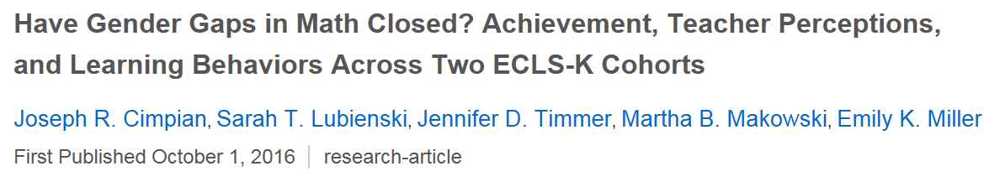 Have Gender Gaps in Math Closed? Achievement, Teacher Perceptions,
and Learning Behaviors Across Two ECLS-K Cohorts
Joseph R. Cimpian, Sarah T. Lubienski, Jennifer D. Timmer, Martha B. Makowski, Emily K. Miller
First Published October 1, 2016 | research-article